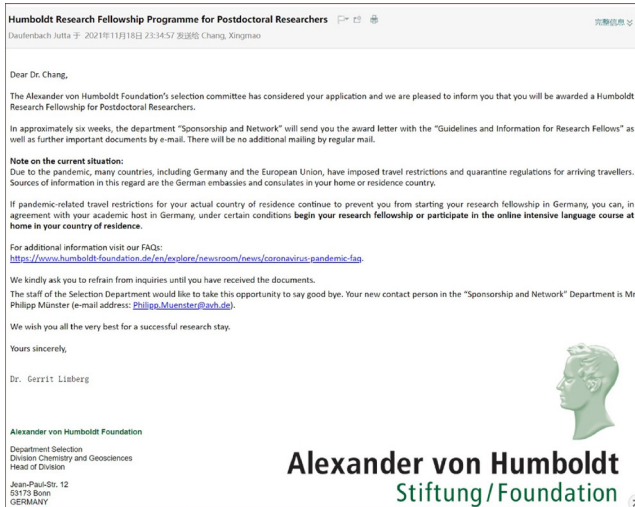 Humboldt Research Fellowship Programme for Postdoctoral Researchers
完整信息
Daufenbach Jutta 于 2021年11月18日 23:34:57 发送给 Chang, Xingmao
Dear Dr. Chang,
The Alexander von Humboldt Foundation's selection committee has considered your application and we are pleased to inform you that you will be awarded a Humboldt
Research Fellowship for Postdoctoral Researchers.
In approximately six weeks, the department "Sponsorship and Network" will send you the award letter with the "Guidelines and Information for Research Fellows" as
well as further important documents by e-mail. There will be no additional mailing by regular mail.
Note on the current situation:
Due to the pandemic, many countries, including Germany and the European Union, have imposed travel restrictions and quarantine regulations for arriving travellers.
Sources of information in this regard are the German embassies and consulates in your home or residence country.
If pandemic-related travel restrictions for your actual country of residence continue to prevent you from starting your research fellowship in Germany, you can, in
agreement with your academic host in Germany, under certain conditions begin your research fellowship or participate in the online intensive language course at
home in your country of residence.
For additional information visit our FAQs:
https://www.humboldt-foundation.de/en/explore/newsroom/news/coronavirus-pandemic-faq.
We kindly ask you to refrain from inquiries until you have received the documents.
The staff of the Selection Department would like to take this opportunity to say good bye. Your new contact person in the "Sponsorship and Network" Department is Mr
Philipp Münster (e-mail address: Philipp.Muenster@avh.de).
We wish you all the very best for a successful research stay.
Yours sincerely,
Dr. Gerrit Limberg
Alexander von Humboldt Foundation
Department Selection
Division Chemistry and Geosciences
Head of Division
Jean-Paul-Str. 12
53173 Bonn
GERMANY
Alexander von Humboldt
Stiftung/Foundation